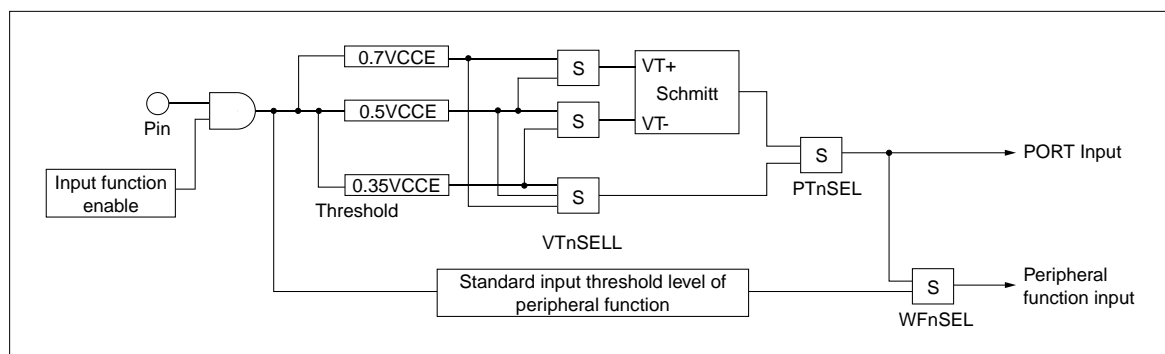 0.7VCCE
S
VT+
Schmitt
VT-
Pin
0.5VCCE
S
Input function
enable
0.35VCCE
Threshold
S
VTnSELL
S
PTnSEL
PORT Input
Standard input threshold level of
peripheral function
S
WFnSEL
Peripheral
function input